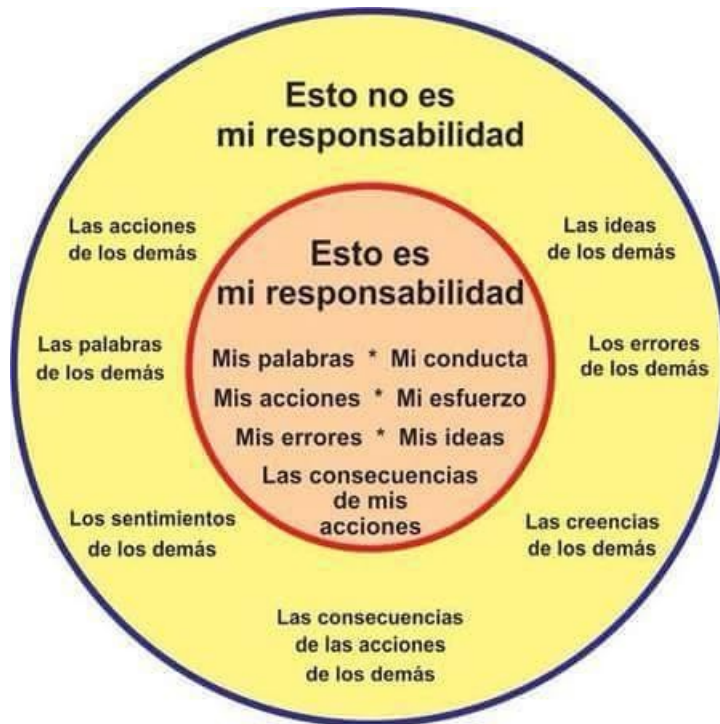 Esto no es
mi responsabilidad
Las acciones
de los demás
Las ideas
de los demás
Las palabras
de los demás
Los errores
de los demás
Los sentimientos
de los demás
Las creencias
de los demás
Las consecuencias
de las acciones
de los demás
Esto es
mi responsabilidad
Mis palabras * Mi conducta
Mis acciones * Mi esfuerzo
Mis errores * Mis ideas
Las consecuencias
de mis
acciones